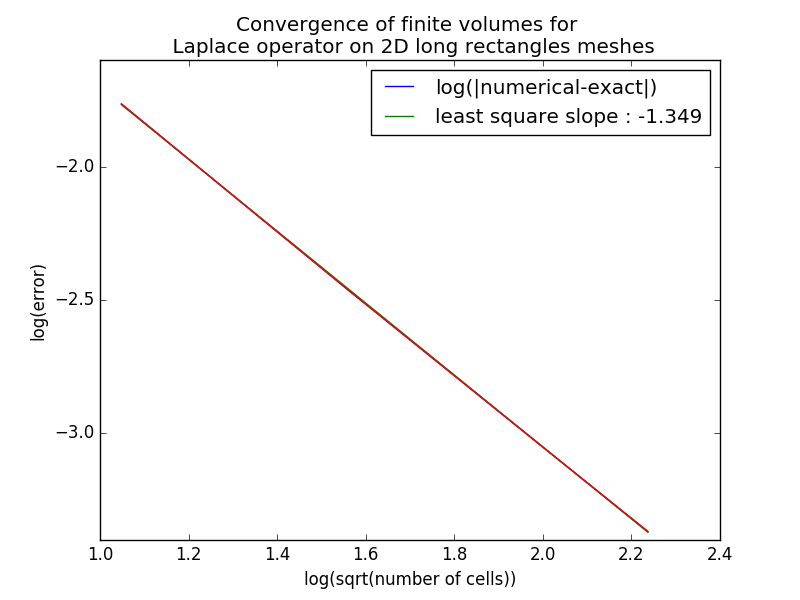 Convergence of finite volumes for
Laplace operator on 2D long rectangles meshes
log(|numerical-exact|)
least square slope : -1.349
−2.0
−2.5
−3.0
log(error)
1.0 1.2 1.4 1.6 1.8 2.0 2.2 2.4
log(sqrt(number of cells))